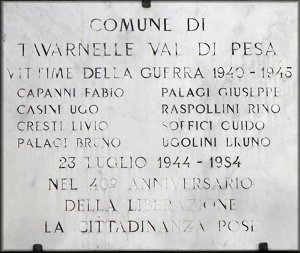 COMUNE DI
TAVARNELLE VAL DI PESA
VITTIME DELLA GUERRA 1940-1945
CAPANNI FABIO PALAGI GIUSEPPE
CASINI UGO RASPOLLINI RINO
CRESTI LIVIO SOFFICI GUIDO
PALAGI BRUNO UGOLINI BRUNO
23 LUGLIO 1944-1984
NEL 40º ANNIVERSARIO
DELLA LIBERAZIONE
LA CITTADINANZA POSE